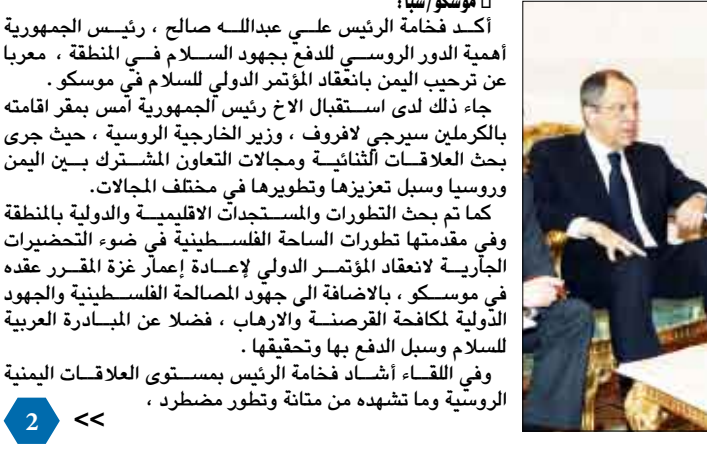 □ موسكو/سبأ:
أكـد فخامة الرئيس علـي عبداللـه صالح ، رئيـس الجمهورية
أهمية الدور الروسـي للدفع بجهود السـلام فـي المنطقة ، معربا
عن ترحيب اليمن بانعقاد المؤتمر الدولي للسلام في موسكو .
جاء ذلك لدى اسـتقبال الاخ رئيس الجمهورية امس بمقر اقامته
بالكرملين سيرجي لافروف ، وزير الخارجية الروسية ، حيث جرى
بحث العلاقـات الثنائيـة ومجالات التعاون المشـترك بـين اليمن
وروسيا وسبل تعزيزها وتطويرها في مختلف المجالات.
كما تم بحث التطورات والمسـتجدات الاقليميـة والدولية بالمنطقة
وفي مقدمتها تطورات الساحة الفلسـطينية في ضوء التحضيرات
الجاريـة لانعقاد المؤتمـر الدولي لإعـادة إعمار غزة المقـرر عقده
في موسـكو ، بالاضافة الى جهود المصالحة الفلسـطينية والجهود
الدولية لمكافحة القرصنـة والارهاب ، فضلا عن المبـادرة العربية
للسلام وسبل الدفع بها وتحقيقها .
وفي اللقـاء أشـاد فخامة الرئيس بمسـتوى العلاقـات اليمنية
الروسية وما تشهده من متانة وتطور مضطرد ،
>> 2